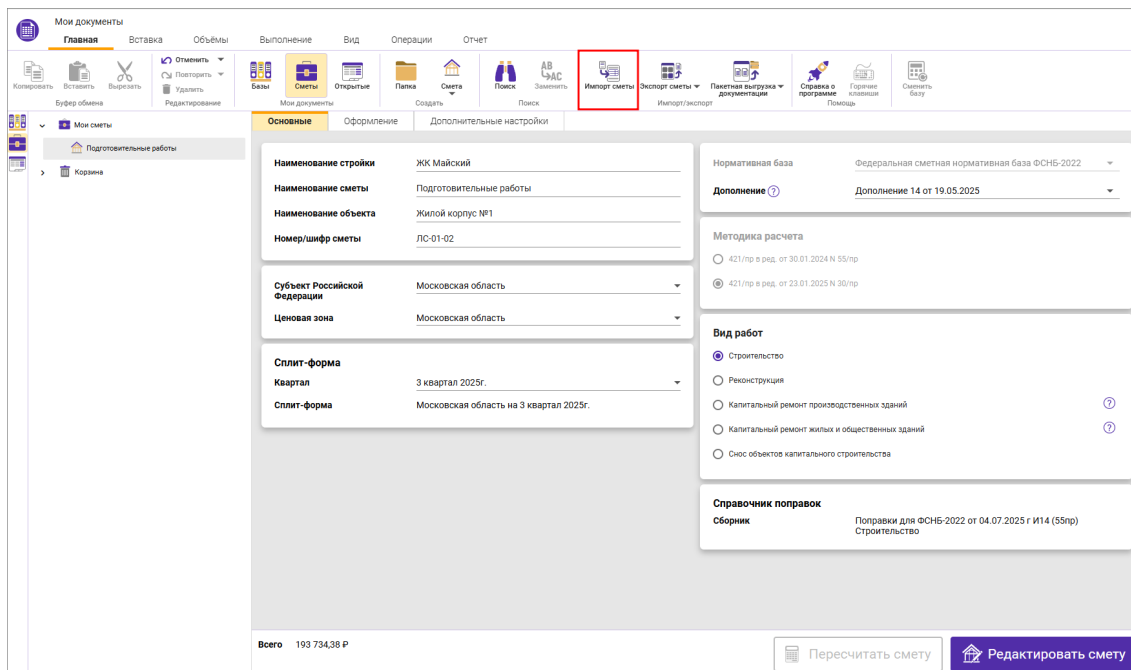 Мои документы
Главная Вставка Объёмы Выполнение Вид Операции Отчет
Копировать Вставить Вырезать
Отменить
Повторить
Удалить
Базы Сметы Открытые Папка Смета Поиск Заменить
AB
AC
Импорт сметы Экспорт сметы Пакетная выгрузка документации Справка о программе Горячие клавиши Сменить базу
Буфер обмена Редактирование Мои документы Создать Поиск Импорт/экспорт Помощь
Мои сметы
Подготовительные работы
Корзина
Основные Оформление Дополнительные настройки
Наименование стройки ЖК Майский
Наименование сметы Подготовительные работы
Наименование объекта Жилой корпус №1
Номер/шифр сметы ЛС-01-02
Субъект Российской
Федерации Московская область
Ценовая зона Московская область
Сплит-форма
Квартал 3 квартал 2025г.
Сплит-форма Московская область на 3 квартал 2025г.
Нормативная база Федеральная сметная нормативная база ФСНБ-2022
Дополнение ? Дополнение 14 от 19.05.2025
Методика расчета
421/пр в ред. от 30.01.2024 N 55/пр
421/пр в ред. от 23.01.2025 N 30/пр
Вид работ
Строительство
Реконструкция
Капитальный ремонт производственных зданий ?
Капитальный ремонт жилых и общественных зданий ?
Снос объектов капитального строительства
Справочник поправок
Сборник Поправки для ФСНБ-2022 от 04.07.2025 г И14 (55пр)
Строительство
Всего 193 734,38 ₽
Пересчитать смету Редактировать смету